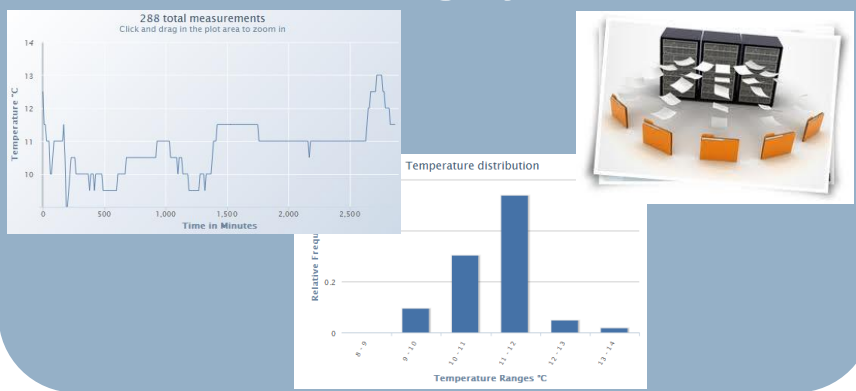 288 total measurements
Click and drag in the plot area to zoom in
14
13
12
11
10
Temperature °C
0
500
1,000
1,500
2,000
2,500
Time in Minutes
Temperature distribution
Relative
0.2
0
8 - 9
9 - 10
10 - 11
11 - 12
12 - 13
13 - 14
Temperature Ranges °C